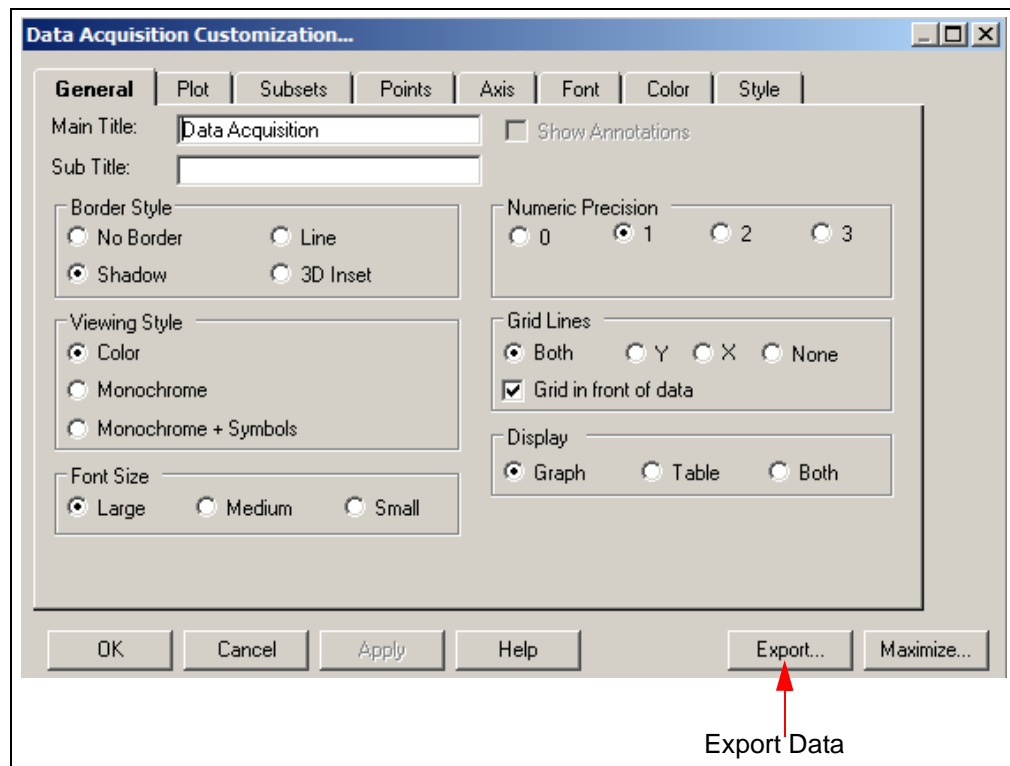 Data Acquisition Customization...
General Plot Subsets Points Axis Font Color Style
Main Title: Data Acquisition Show Annotations
Sub Title:
Border Style
No Border Line
Shadow 3D Inset
Numeric Precision
0 1 2 3
Viewing Style
Color
Monochrome
Monochrome + Symbols
Grid Lines
Both Y X None
Grid in front of data
Font Size
Large Medium Small
Display
Graph Table Both
OK Cancel Apply Help Export... Maximize...
Export Data